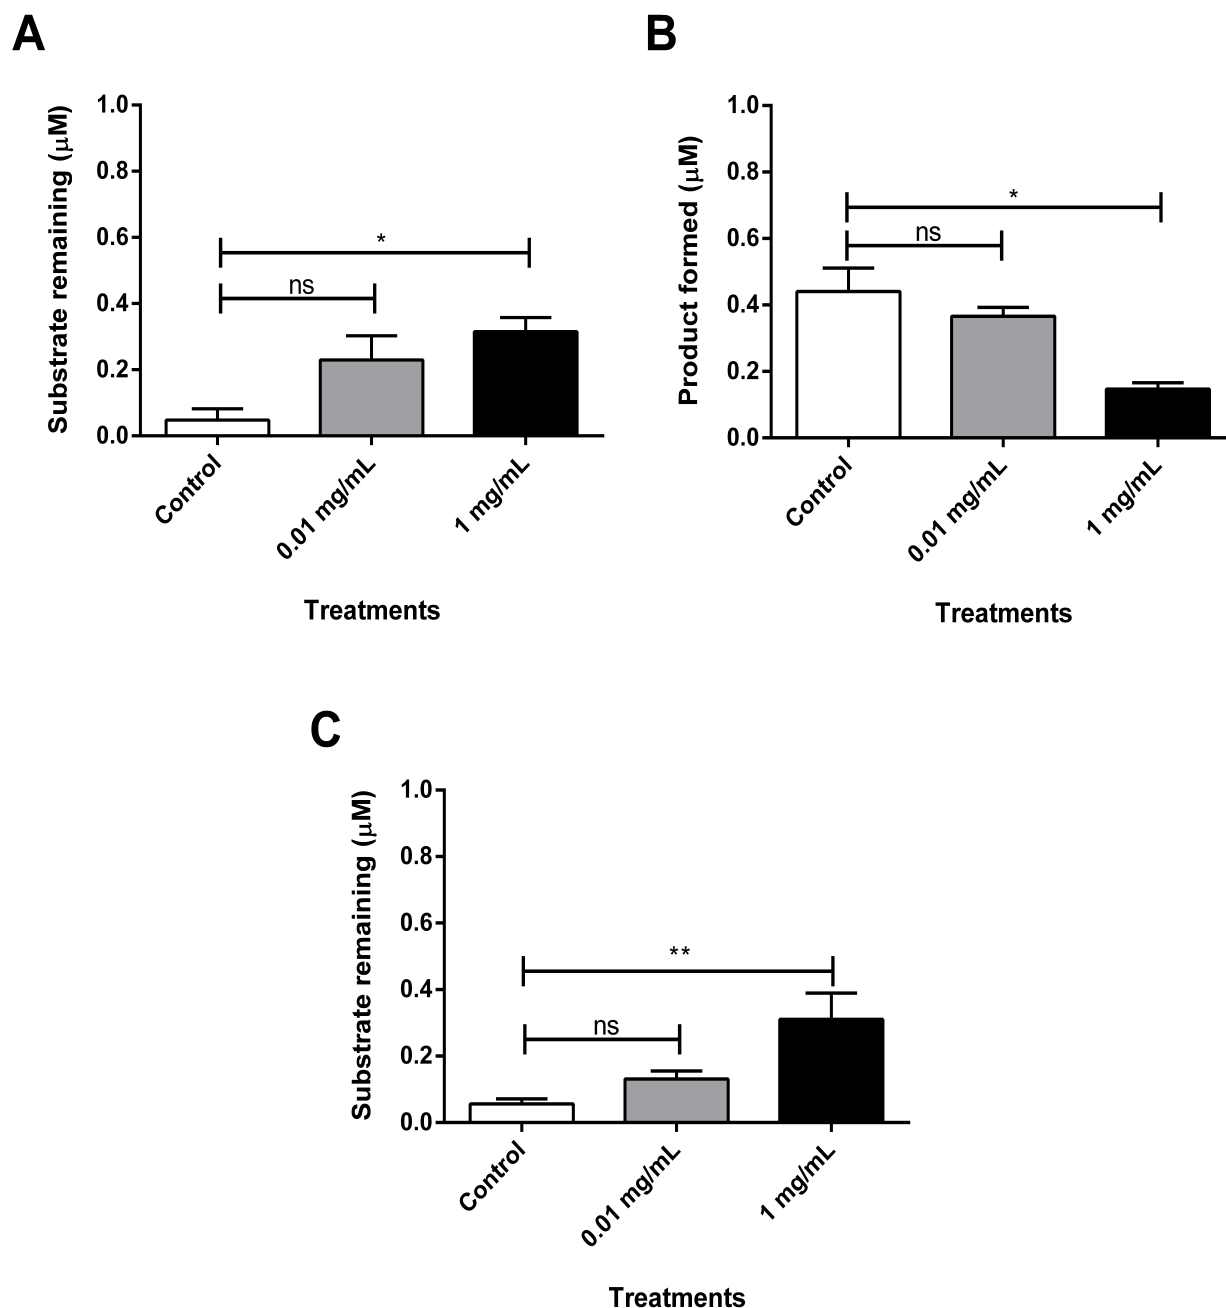 A
Substrate remaining (μM)
1.0
0.8
0.6
0.4
0.2
0.0
*
ns
Control
0.01 mg/mL
1 mg/mL
Treatments
B
Product formed (μM)
1.0
0.8
0.6
0.4
0.2
0.0
*
ns
Control
0.01 mg/mL
1 mg/mL
Treatments
C
Substrate remaining (μM)
1.0
0.8
0.6
0.4
0.2
0.0
**
ns
Control
0.01 mg/mL
1 mg/mL
Treatments